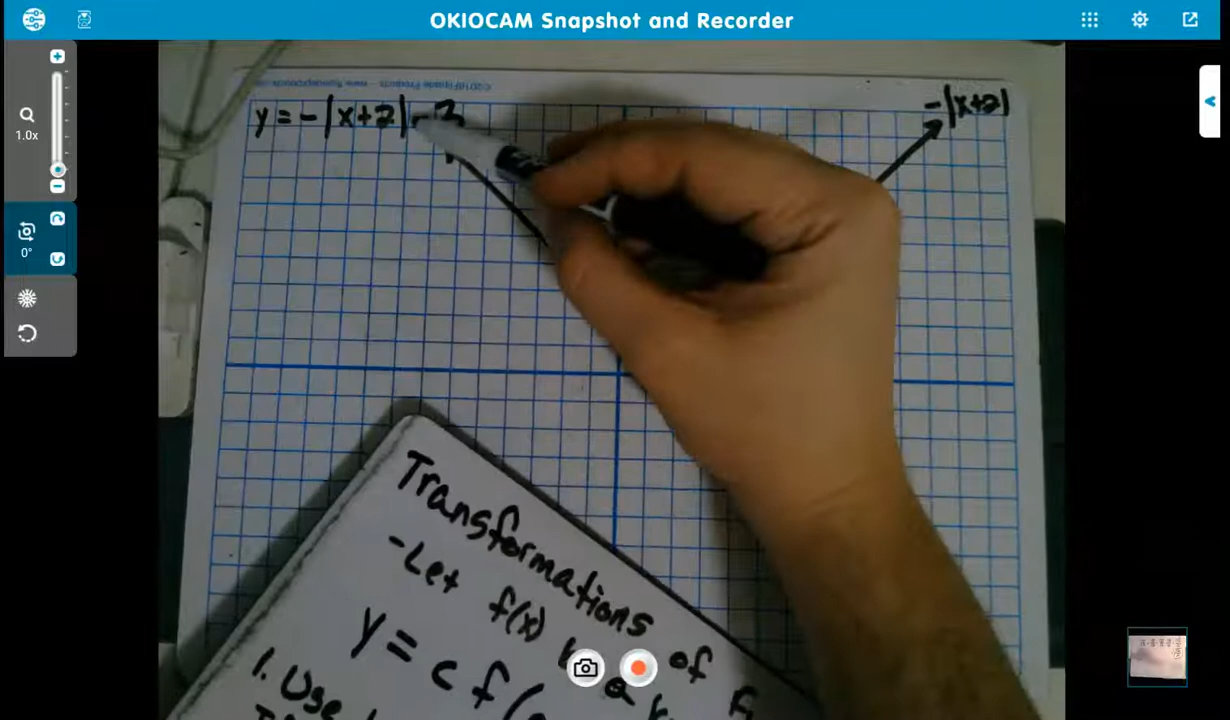 OKIOCAM Snapshot and Recorder
1.0x
0°
y = -|x+2| - 3
-|x+2|
Transformations of
-Let f(x)
y = c f(
1. Use